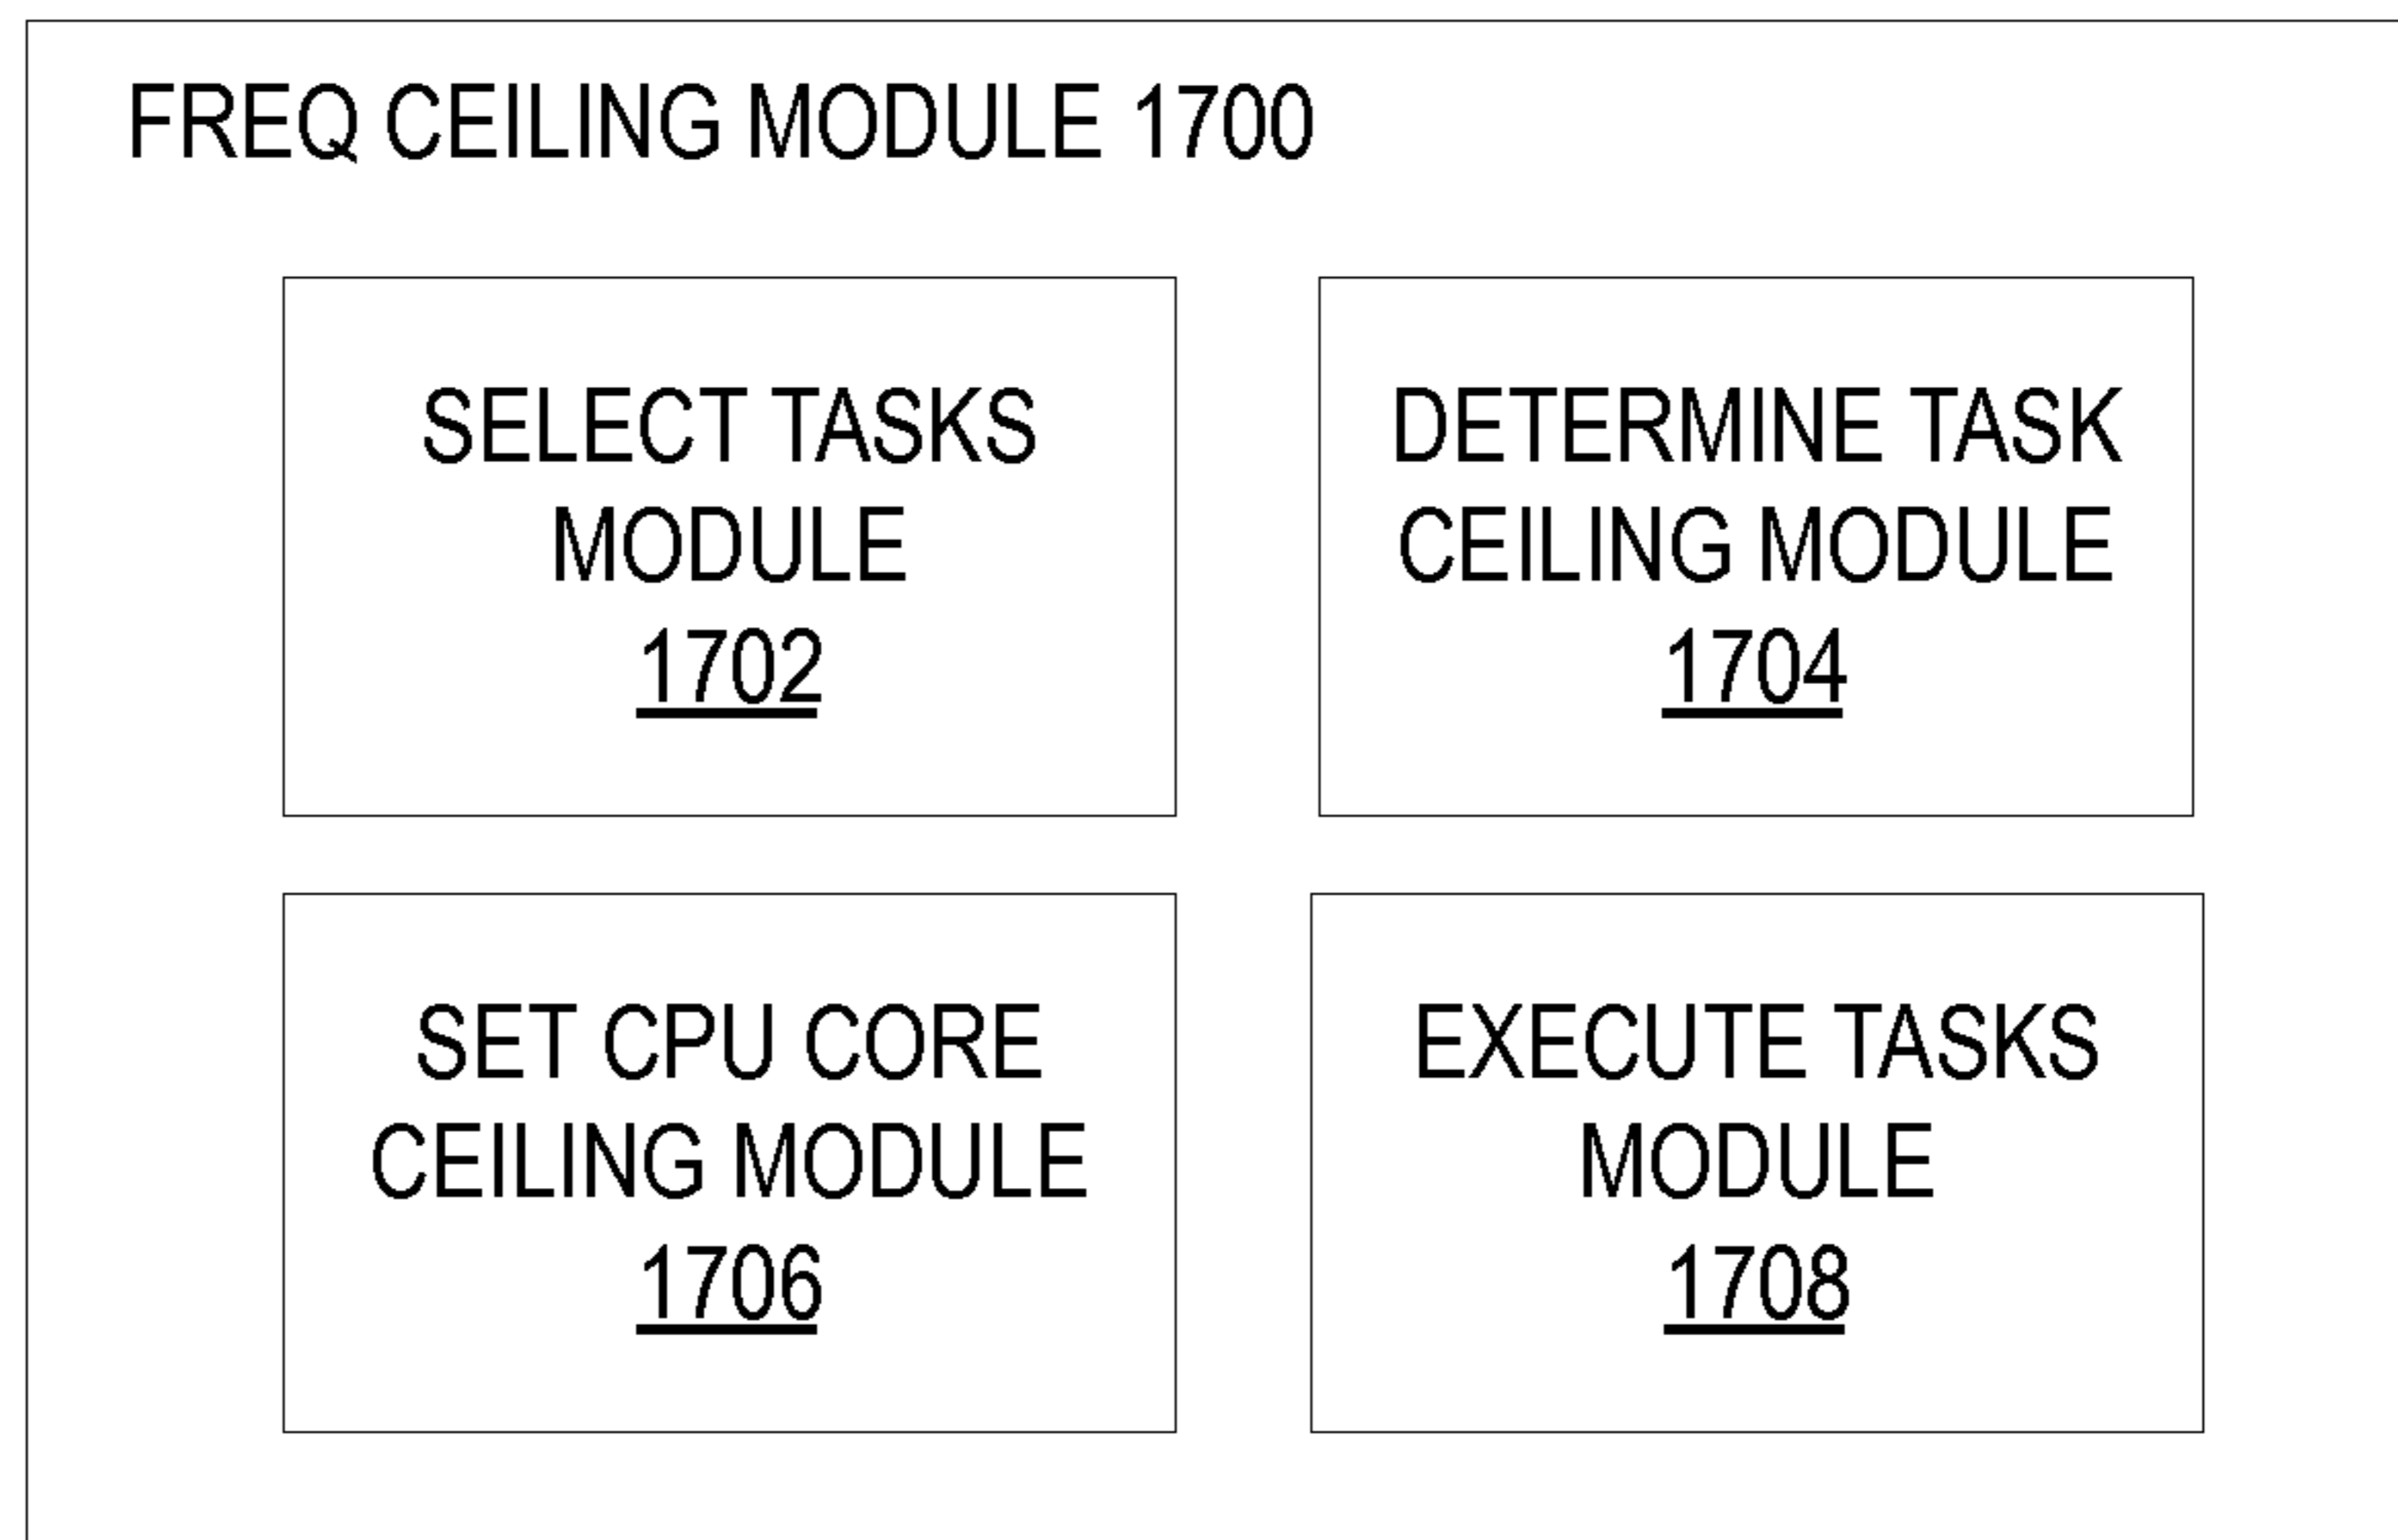 FREQ CEILING MODULE 1700
SELECT TASKS
MODULE
1702
DETERMINE TASK
CEILING MODULE
1704
SET CPU CORE
CEILING MODULE
1706
EXECUTE TASKS
MODULE
1708